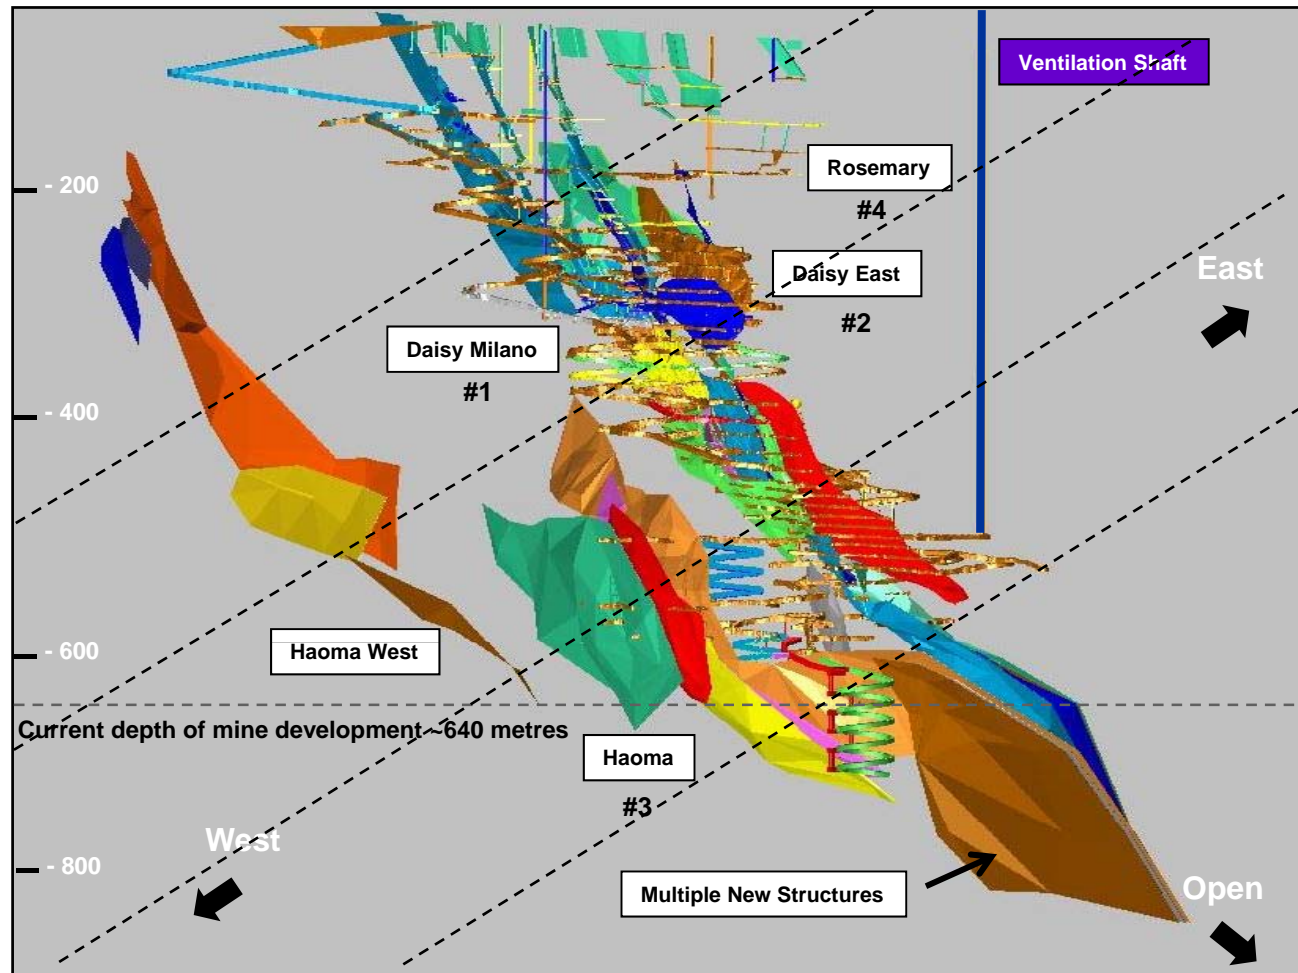 Ventilation Shaft
Rosemary
#4
- 200
Daisy East
#2
East
Daisy Milano
#1
- 400
Haoma West
- 600
Current depth of mine development ~640 metres
Haoma
#3
West
- 800
Multiple New Structures
Open